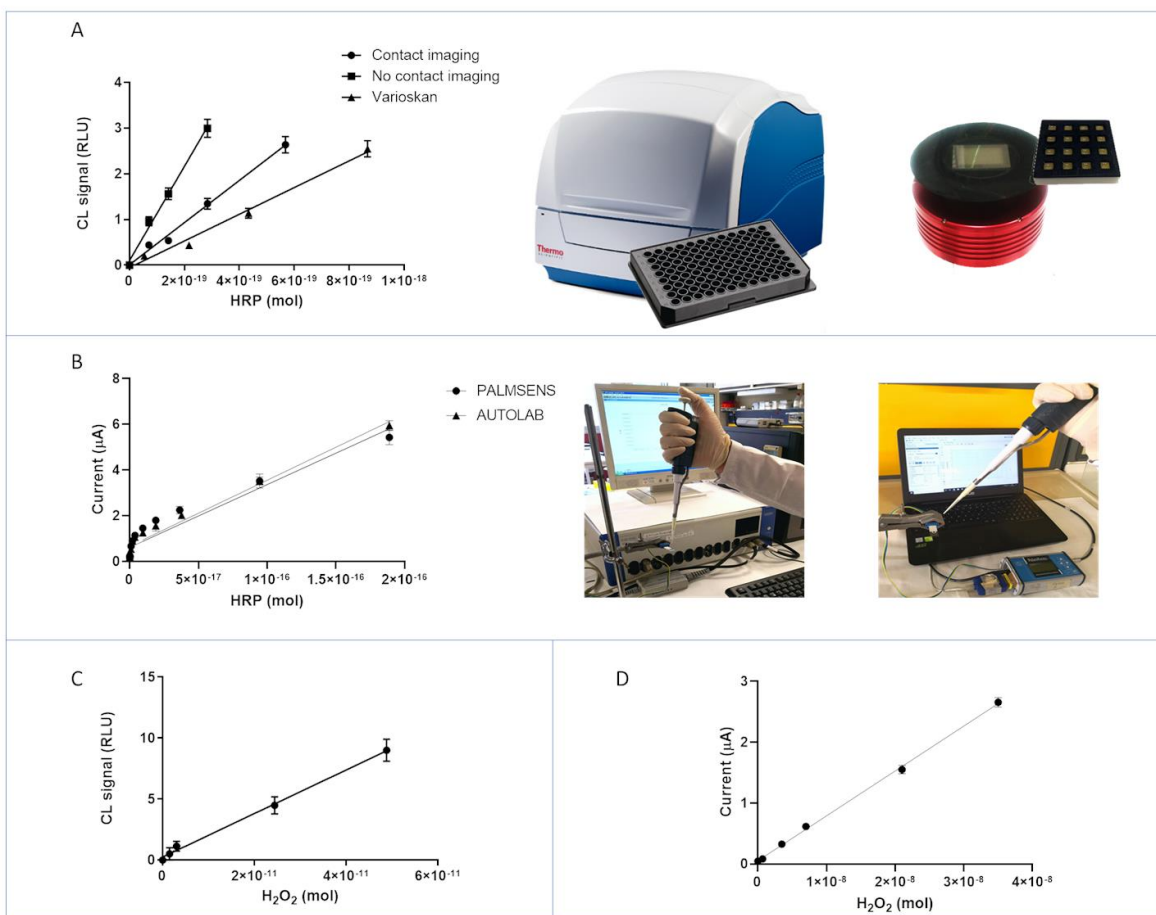 A
Contact imaging
No contact imaging
Varioskan
CL signal (RLU)
4
3
2
1
0
0
2×10⁻¹⁹
4×10⁻¹⁹
6×10⁻¹⁹
8×10⁻¹⁹
1×10⁻¹⁸
HRP (mol)
Thermo
SCIENTIFIC
B
PALMSENS
AUTOLAB
Current (µA)
8
6
4
2
0
0
5×10⁻¹⁷
1×10⁻¹⁶
1.5×10⁻¹⁶
2×10⁻¹⁶
HRP (mol)
C
CL signal (RLU)
15
10
5
0
0
2×10⁻¹¹
4×10⁻¹¹
6×10⁻¹¹
H₂O₂ (mol)
D
Current (µA)
3
2
1
0
0
1×10⁻⁸
2×10⁻⁸
3×10⁻⁸
4×10⁻⁸
H₂O₂ (mol)